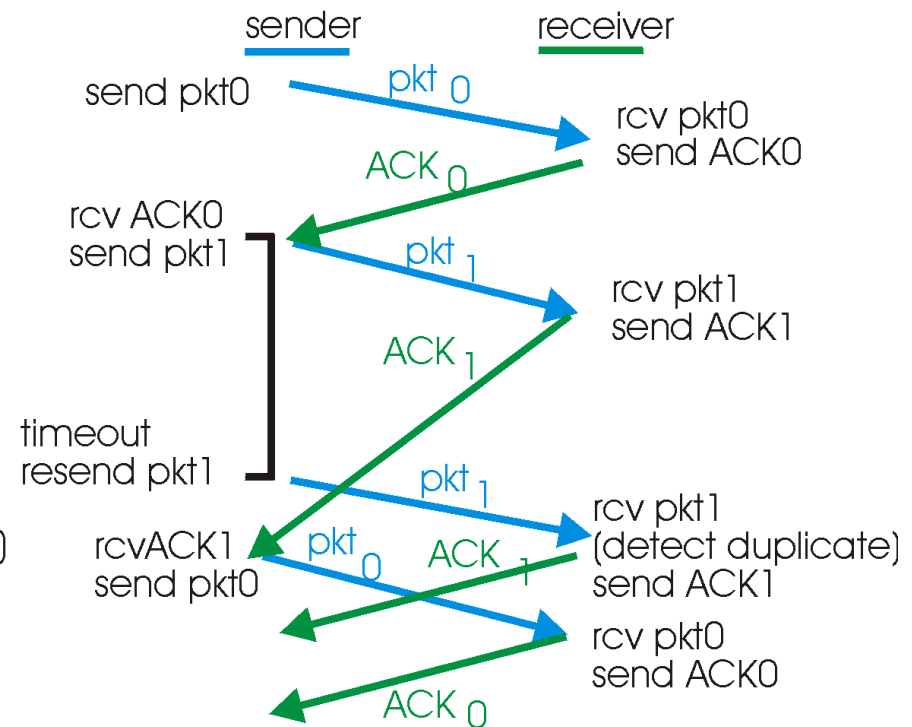 sender
receiver
send pkt0
pkt 0
rcv pkt0
send ACK0
ACK 0
rcv ACK0
send pkt1
pkt 1
rcv pkt1
send ACK1
ACK 1
timeout
resend pkt1
pkt 1
rcv pkt1
(detect duplicate)
send ACK1
)
rcvACK1
send pkt0
pkt 0
ACK 1
rcv pkt0
send ACK0
ACK 0